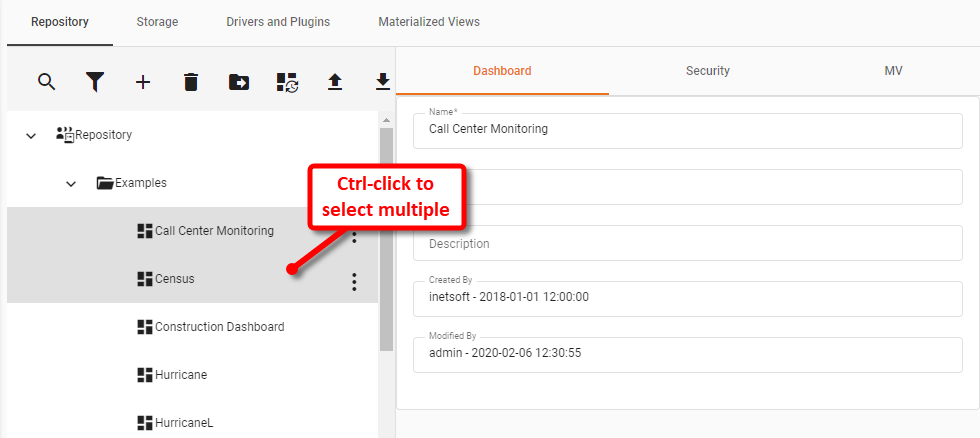 Repository
Storage
Drivers and Plugins
Materialized Views
Dashboard
Security
MV
Repository
Examples
Call Center Monitoring
Census
Construction Dashboard
Hurricane
HurricaneL
Ctrl-click to
select multiple
Name*
Call Center Monitoring
Description
Created By
inetsoft - 2018-01-01 12:00:00
Modified By
admin - 2020-02-06 12:30:55